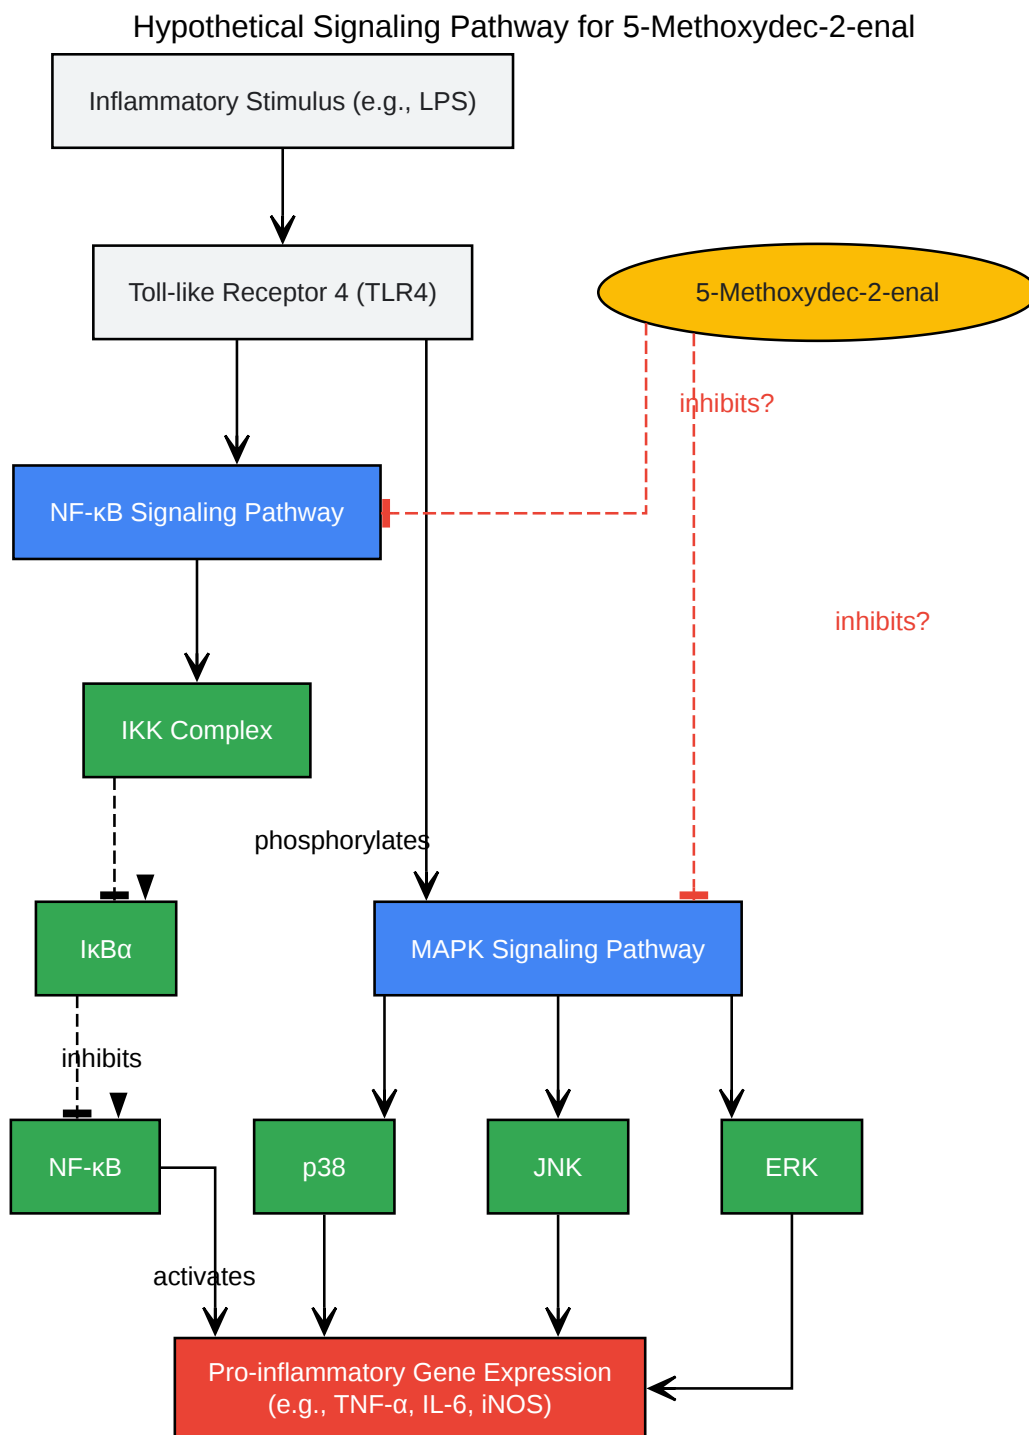 Hypothetical Signaling Pathway for 5-Methoxydec-2-enal
Inflammatory Stimulus (e.g., LPS)
Toll-like Receptor 4 (TLR4)
5-Methoxydec-2-enal
inhibits?
NF-κB Signaling Pathway
inhibits?
IKK Complex
phosphorylates
IκBα
MAPK Signaling Pathway
inhibits
NF-κB
p38
JNK
ERK
activates
Pro-inflammatory Gene Expression
(e.g., TNF-α, IL-6, iNOS)